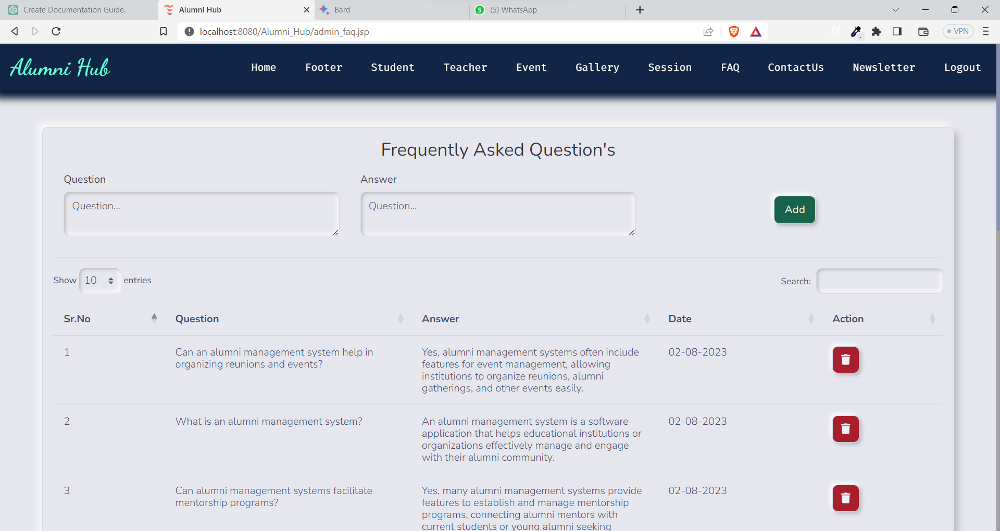 Create Documentation Guide.
Alumni Hub
Bard
5 (5) WhatsApp
localhost:8080/Alumni_Hub/admin_faq.jsp
VPN
Alumni Hub
Home Footer Student Teacher Event Gallery Session FAQ ContactUs Newsletter Logout
Frequently Asked Question's
Question Answer
Question... Question...
Add
Show 10 entries Search:
Sr.No Question Answer Date Action
1 Can an alumni management system help in Yes, alumni management systems often include 02-08-2023
organizing reunions and events? features for event management, allowing
institutions to organize reunions, alumni
gatherings, and other events easily.
2 What is an alumni management system? An alumni management system is a software 02-08-2023
application that helps educational institutions or
organizations effectively manage and engage
with their alumni community.
3 Can alumni management systems facilitate Yes, many alumni management systems provide 02-08-2023
mentorship programs? features to establish and manage mentorship
programs, connecting alumni mentors with
current students or young alumni seeking